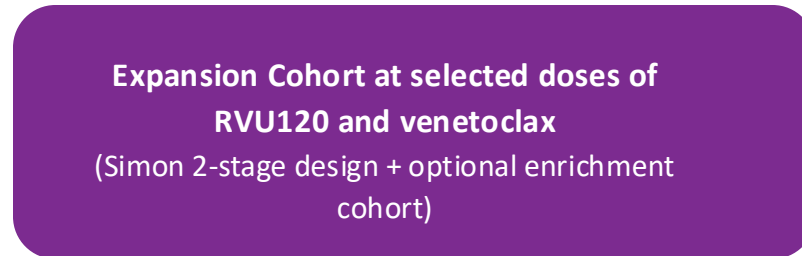 Expansion Cohort at selected doses of
RVU120 and venetoclax
(Simon 2-stage design + optional enrichment
cohort)